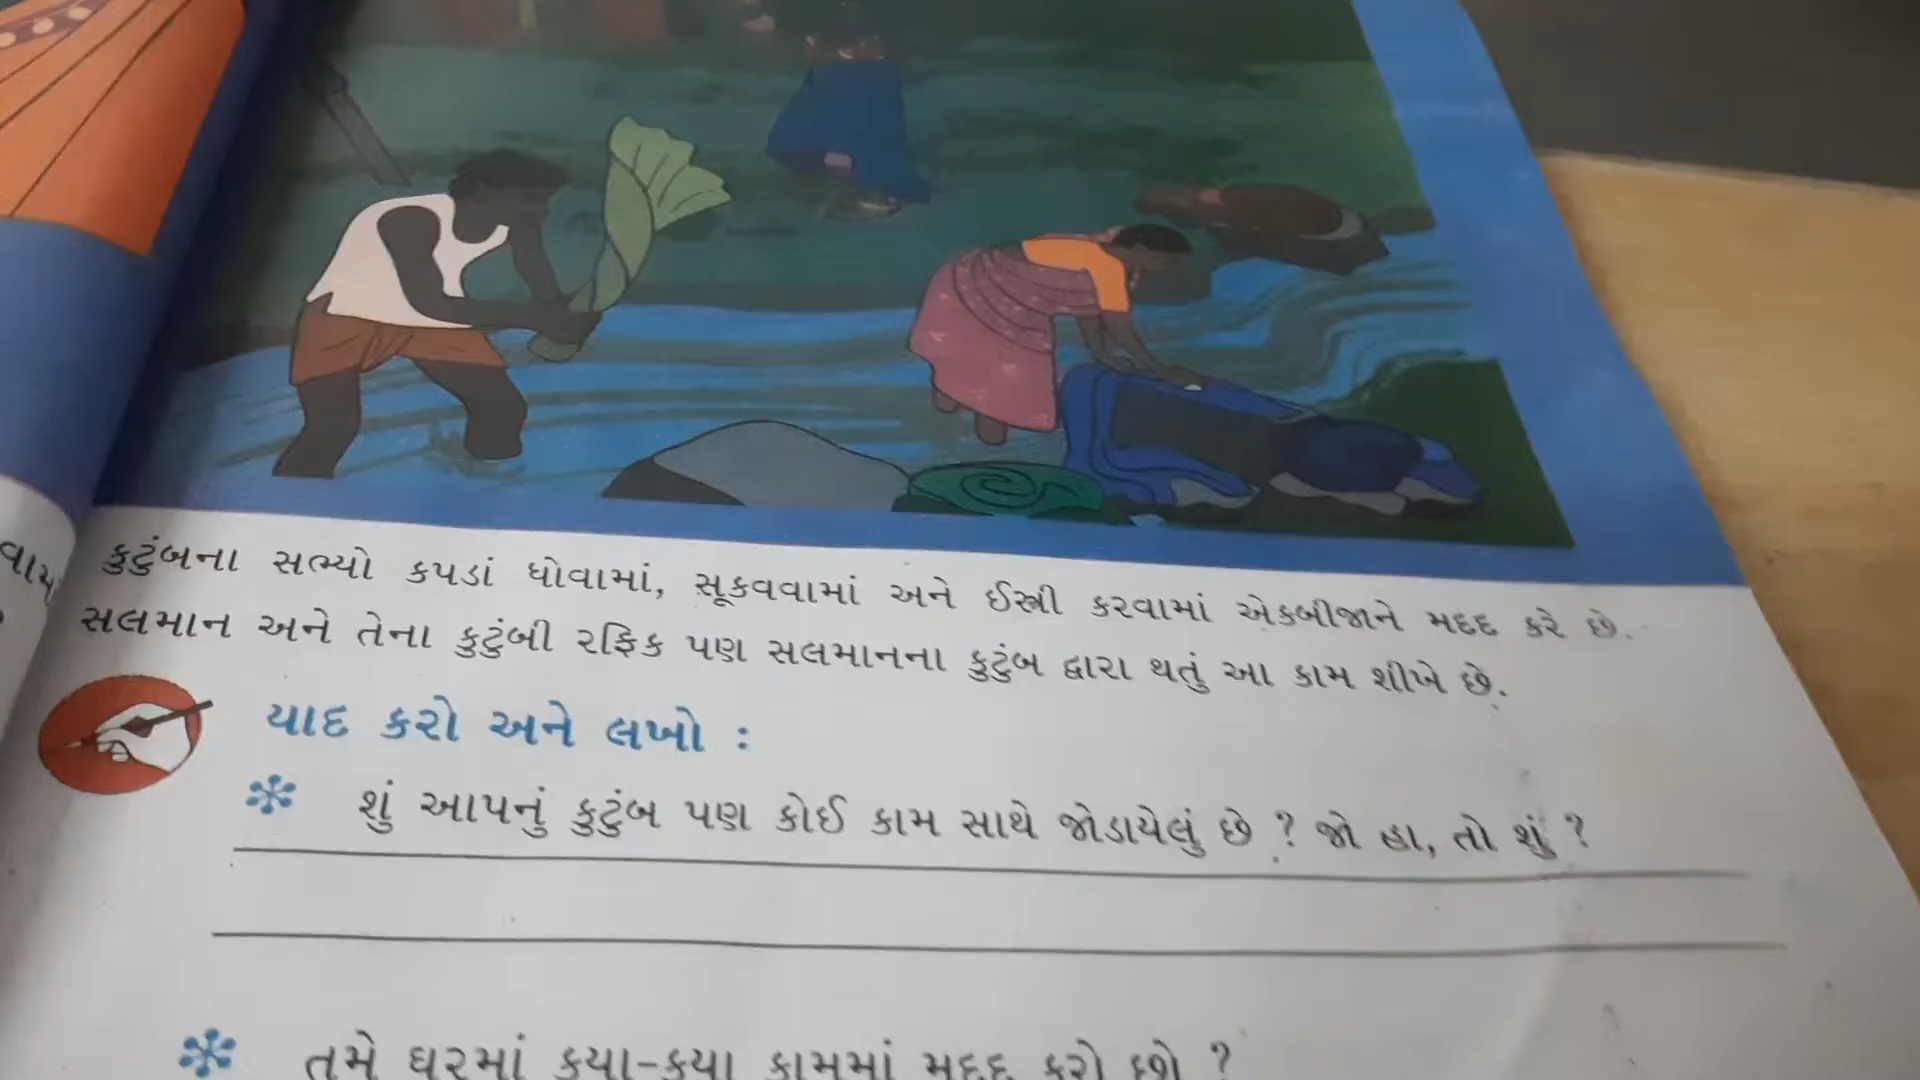 કુટુંબના સભ્યો કપડાં ધોવામાં, સૂકવવામાં અને ઈસ્ત્રી કરવામાં એકબીજાને મદદ કરે છે.
સલમાન અને તેના કુટુંબી રફિક પણ સલમાનના કુટુંબ દ્વારા થતું આ કામ શીખે છે.
યાદ કરો અને લખો :
શું આપનું કુટુંબ પણ કોઈ કામ સાથે જોડાયેલું છે ? જો હા, તો શું ?
તમે ઘરમાં કયા-કયા કામમાં મદદ કરો છો ?